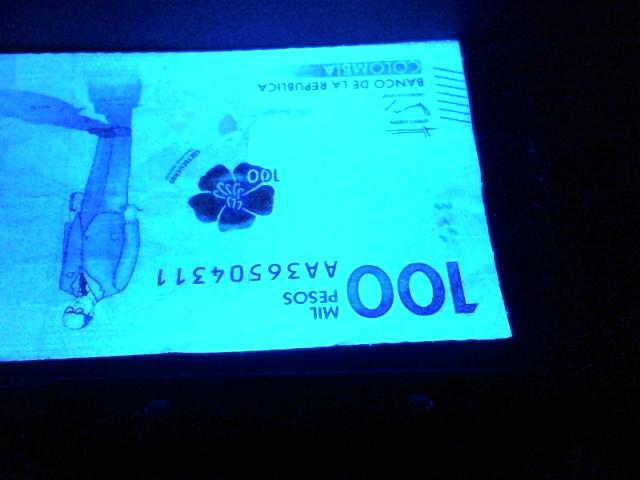 100 MIL
PESOS
AA36504311
100
BANCO DE LA REPUBLICA
COLOMBIA